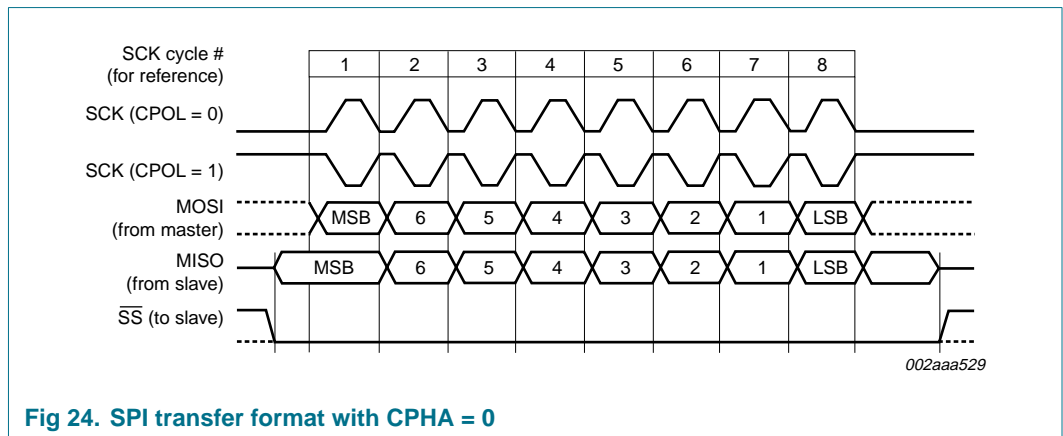 SCK cycle #
(for reference)
1 2 3 4 5 6 7 8
SCK (CPOL = 0)
SCK (CPOL = 1)
MOSI
(from master)
MSB 6 5 4 3 2 1 LSB
MISO
(from slave)
MSB 6 5 4 3 2 1 LSB
SS (to slave)
002aaa529
Fig 24. SPI transfer format with CPHA = 0